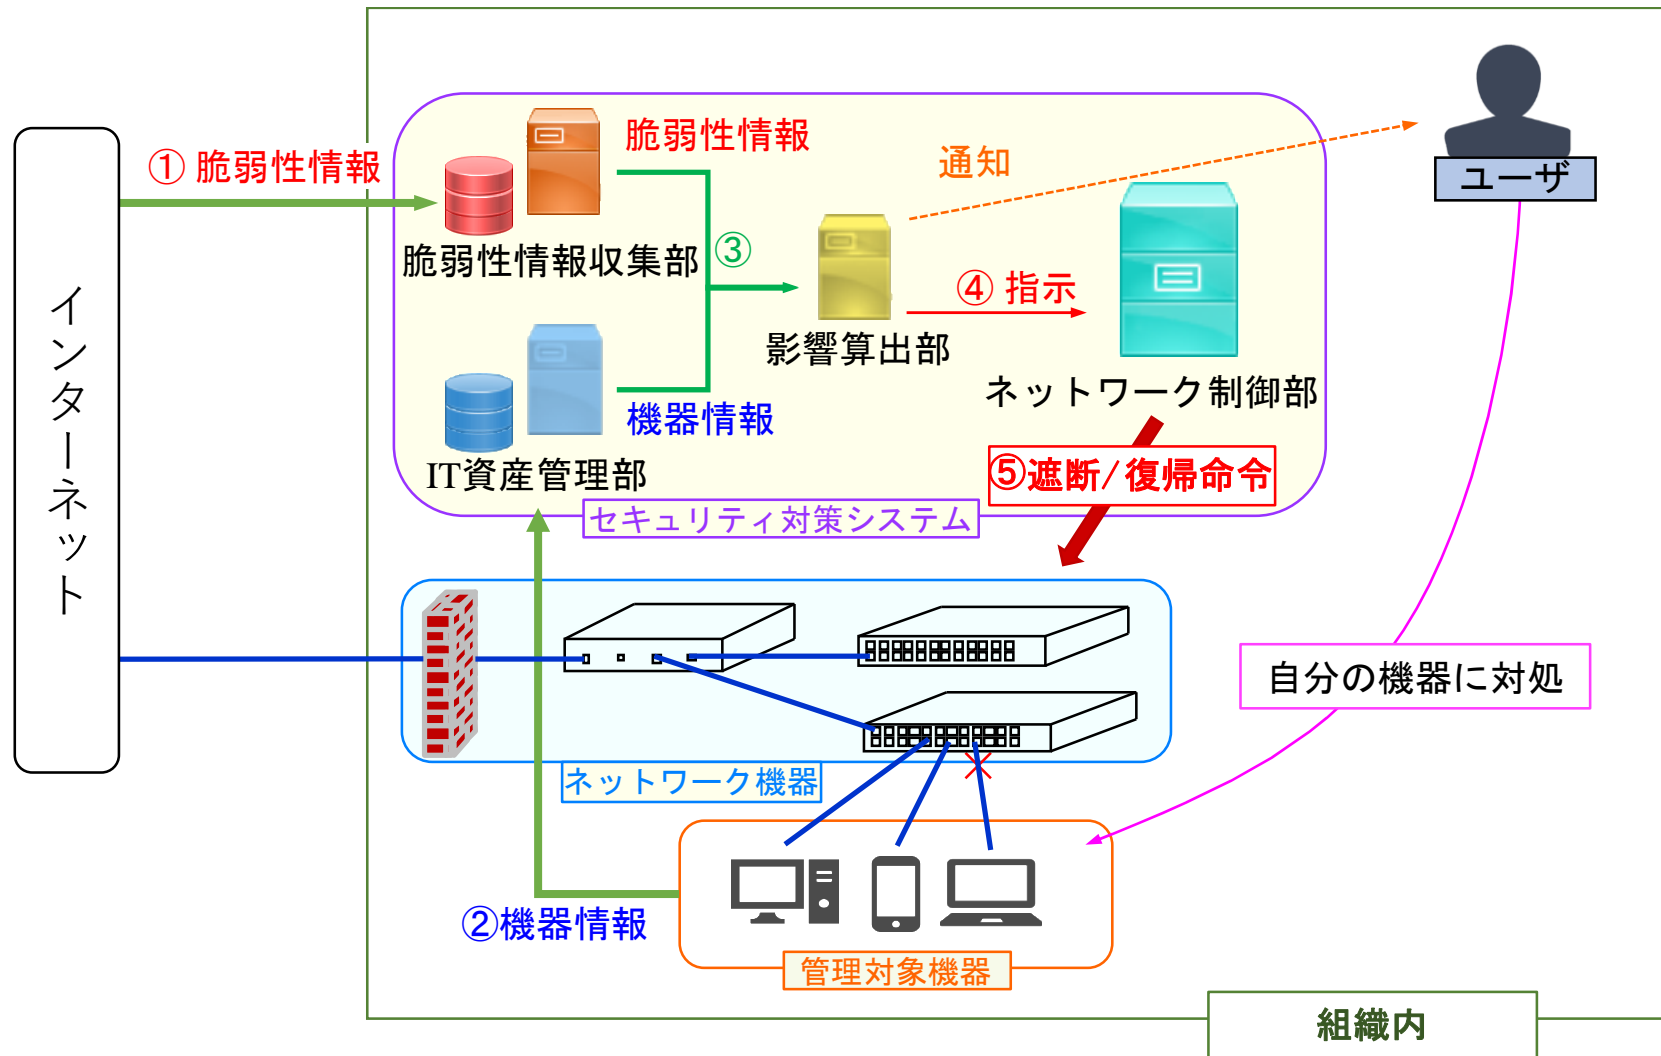 インターネット
① 脆弱性情報
脆弱性情報
脆弱性情報収集部
③
通知
ユーザ
④ 指示
影響算出部
ネットワーク制御部
機器情報
IT資産管理部
⑤遮断/復帰命令
セキュリティ対策システム
自分の機器に対処
ネットワーク機器
②機器情報
管理対象機器
組織内